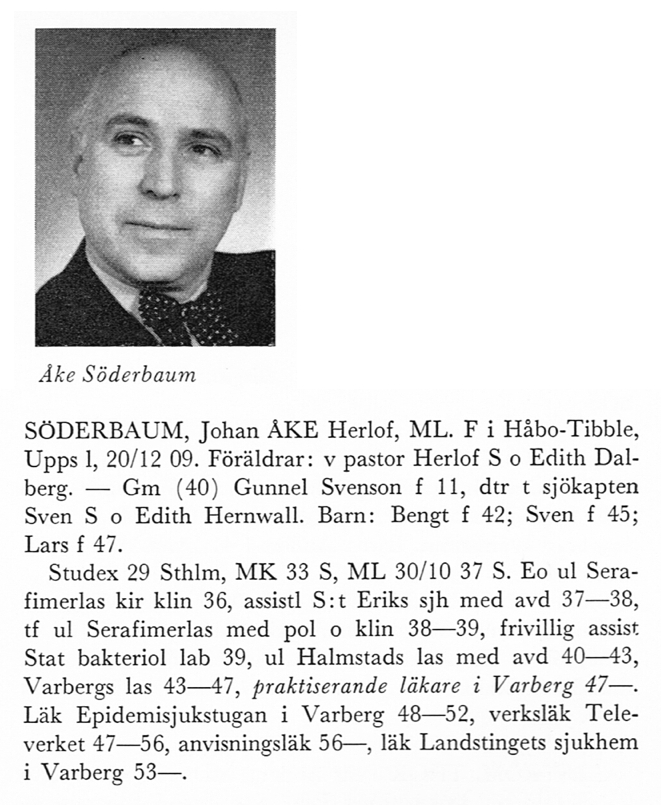 Åke Söderbaum
SÖDERBAUM, Johan ÅKE Herlof, ML. F i Håbo-Tibble,
Upps l, 20/12 09. Föräldrar: v pastor Herlof S o Edith Dal-
berg. — Gm (40) Gunnel Svenson f 11, dtr t sjökapten
Sven S o Edith Hernwall. Barn: Bengt f 42; Sven f 45;
Lars f 47.
Studex 29 Sthlm, MK 33 S, ML 30/10 37 S. Eo ul Sera-
fimerlas kir klin 36, assistl S:t Eriks sjh med avd 37—38,
tf ul Serafimerlas med pol o klin 38—39, frivillig assist
Stat bakteriol lab 39, ul Halmstads las med avd 40—43,
Varbergs las 43—47, praktiserande läkare i Varberg 47—.
Läk Epidemisjukstugan i Varberg 48—52, verksläk Tele-
verket 47—56, anvisningsläk 56—, läk Landstingets sjukhem
i Varberg 53—.